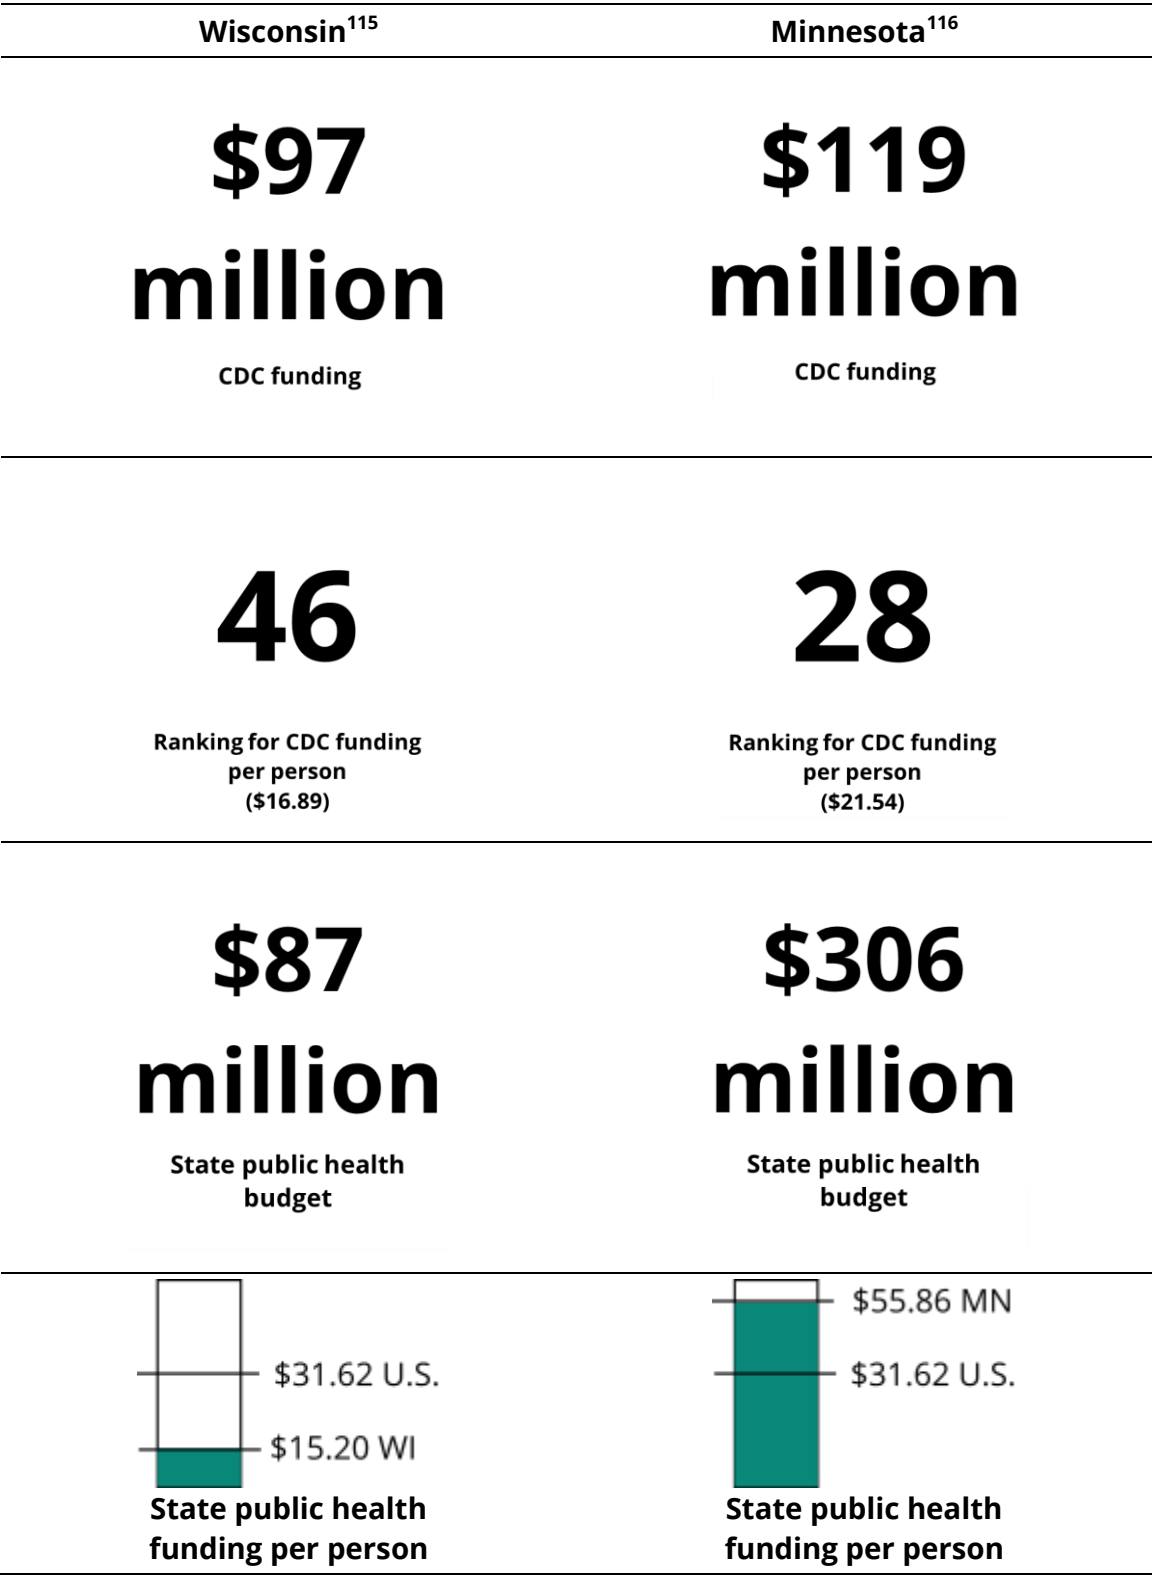 Wisconsin115
Minnesota116
$97
million
CDC funding
$119
million
CDC funding
46
Ranking for CDC funding
per person
($16.89)
28
Ranking for CDC funding
per person
($21.54)
$87
million
State public health
budget
$306
million
State public health
budget
$31.62 U.S.
$15.20 WI
State public health
funding per person
$55.86 MN
$31.62 U.S.
State public health
funding per person